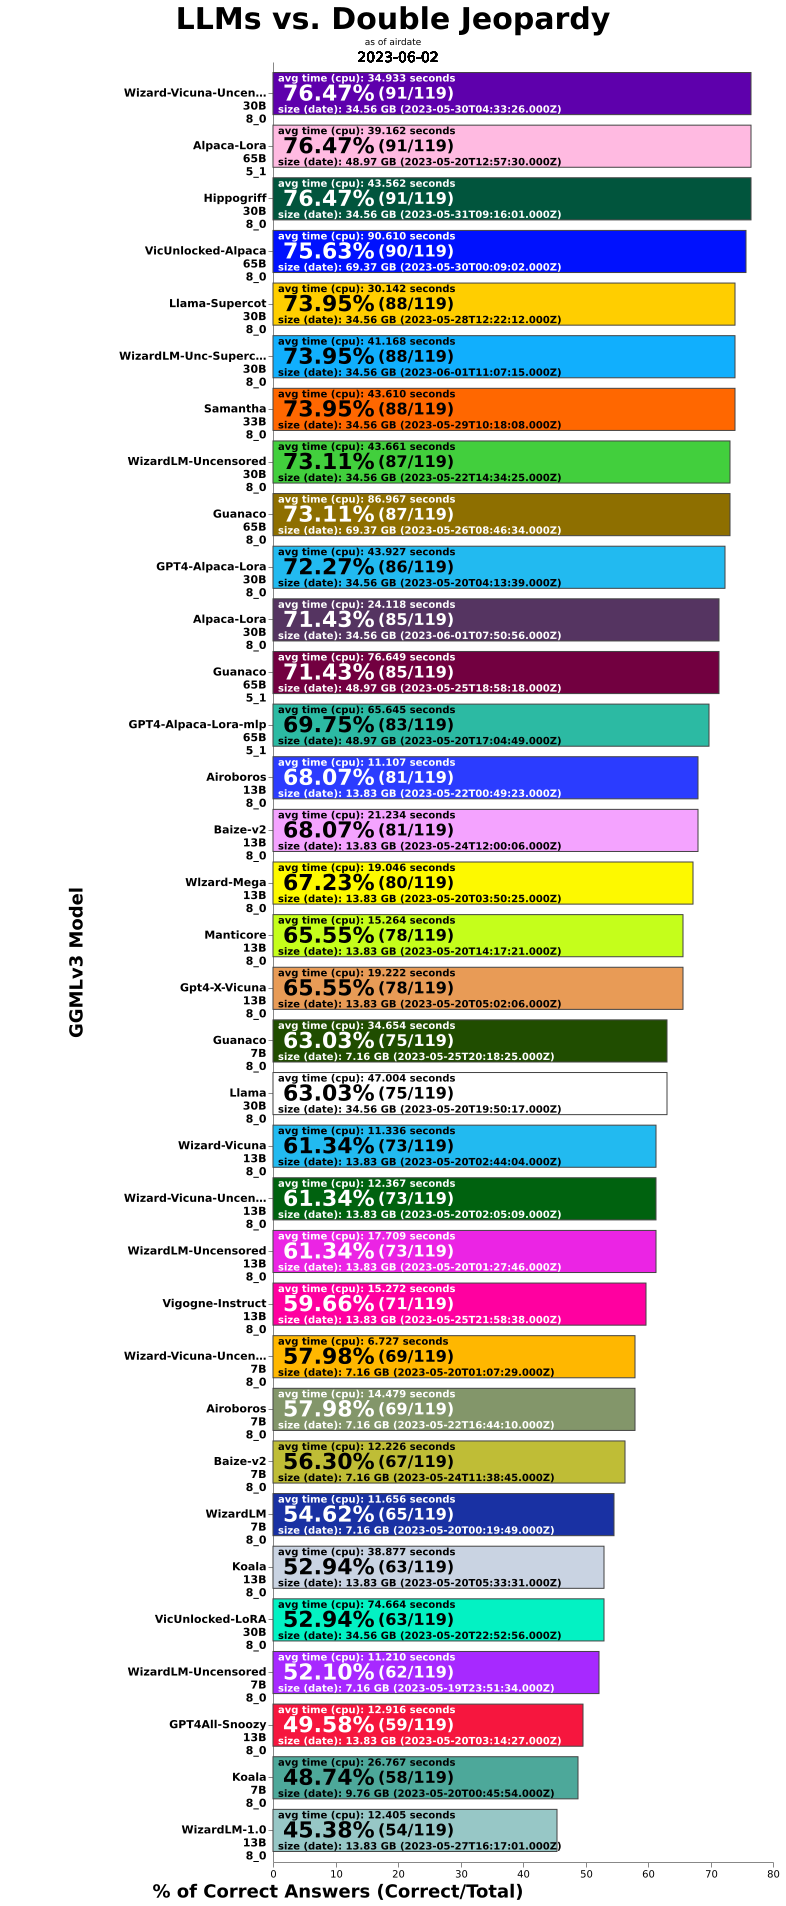 LLMs vs. Double Jeopardy
as of airdate
2023-06-02
avg time (cpu): 34.933 seconds
Wizard-Vicuna-Uncen...
76.47% (91/119)
30B
size (date): 34.56 GB (2023-05-30T04:33:26.000Z)
8_0
avg time (cpu): 39.162 seconds
Alpaca-Lora
76.47% (91/119)
65B
size (date): 48.97 GB (2023-05-20T12:57:30.000Z)
5_1
avg time (cpu): 43.562 seconds
Hippogriff
76.47% (91/119)
30B
size (date): 34.56 GB (2023-05-31T09:16:01.000Z)
8_0
avg time (cpu): 90.610 seconds
VicUnlocked-Alpaca
75.63% (90/119)
65B
size (date): 69.37 GB (2023-05-30T00:09:02.000Z)
8_0
avg time (cpu): 30.142 seconds
Llama-Supercot
73.95% (88/119)
30B
size (date): 34.56 GB (2023-05-28T12:22:12.000Z)
8_0
avg time (cpu): 41.168 seconds
WizardLM-Unc-Superc...
73.95% (88/119)
30B
size (date): 34.56 GB (2023-06-01T11:07:15.000Z)
8_0
avg time (cpu): 43.610 seconds
Samantha
73.95% (88/119)
33B
size (date): 34.56 GB (2023-05-29T10:18:08.000Z)
8_0
avg time (cpu): 43.661 seconds
WizardLM-Uncensored
73.11% (87/119)
30B
size (date): 34.56 GB (2023-05-22T14:34:25.000Z)
8_0
avg time (cpu): 86.967 seconds
Guanaco
73.11% (87/119)
65B
size (date): 69.37 GB (2023-05-26T08:46:34.000Z)
8_0
avg time (cpu): 43.927 seconds
GPT4-Alpaca-Lora
72.27% (86/119)
30B
size (date): 34.56 GB (2023-05-20T04:13:39.000Z)
8_0
avg time (cpu): 24.118 seconds
Alpaca-Lora
71.43% (85/119)
30B
size (date): 34.56 GB (2023-06-01T07:50:56.000Z)
8_0
avg time (cpu): 76.649 seconds
Guanaco
71.43% (85/119)
65B
size (date): 48.97 GB (2023-05-25T18:58:18.000Z)
5_1
avg time (cpu): 65.645 seconds
GPT4-Alpaca-Lora-mlp
69.75% (83/119)
65B
size (date): 48.97 GB (2023-05-20T17:04:49.000Z)
5_1
avg time (cpu): 11.107 seconds
Airoboros
68.07% (81/119)
13B
size (date): 13.83 GB (2023-05-22T00:49:23.000Z)
8_0
avg time (cpu): 21.234 seconds
Baize-v2
68.07% (81/119)
13B
size (date): 13.83 GB (2023-05-24T12:00:06.000Z)
8_0
avg time (cpu): 19.046 seconds
Wlzard-Mega
67.23% (80/119)
13B
size (date): 13.83 GB (2023-05-20T03:50:25.000Z)
8_0
avg time (cpu): 15.264 seconds
Manticore
65.55% (78/119)
13B
size (date): 13.83 GB (2023-05-20T14:17:21.000Z)
8_0
avg time (cpu): 19.222 seconds
Gpt4-X-Vicuna
65.55% (78/119)
13B
size (date): 13.83 GB (2023-05-20T05:02:06.000Z)
8_0
avg time (cpu): 34.654 seconds
Guanaco
63.03% (75/119)
7B
size (date): 7.16 GB (2023-05-25T20:18:25.000Z)
8_0
avg time (cpu): 47.004 seconds
Llama
63.03% (75/119)
30B
size (date): 34.56 GB (2023-05-20T19:50:17.000Z)
8_0
avg time (cpu): 11.336 seconds
Wizard-Vicuna
61.34% (73/119)
13B
size (date): 13.83 GB (2023-05-20T02:44:04.000Z)
8_0
avg time (cpu): 12.367 seconds
Wizard-Vicuna-Uncen...
61.34% (73/119)
13B
size (date): 13.83 GB (2023-05-20T02:05:09.000Z)
8_0
avg time (cpu): 17.709 seconds
WizardLM-Uncensored
61.34% (73/119)
13B
size (date): 13.83 GB (2023-05-20T01:27:46.000Z)
8_0
avg time (cpu): 15.272 seconds
Vigogne-Instruct
59.66% (71/119)
13B
size (date): 13.83 GB (2023-05-25T21:58:38.000Z)
8_0
avg time (cpu): 6.727 seconds
Wizard-Vicuna-Uncen...
57.98% (69/119)
7B
size (date): 7.16 GB (2023-05-20T01:07:29.000Z)
8_0
avg time (cpu): 14.479 seconds
Airoboros
57.98% (69/119)
7B
size (date): 7.16 GB (2023-05-22T16:44:10.000Z)
8_0
avg time (cpu): 12.226 seconds
Baize-v2
56.30% (67/119)
7B
size (date): 7.16 GB (2023-05-24T11:38:45.000Z)
8_0
avg time (cpu): 11.656 seconds
WizardLM
54.62% (65/119)
7B
size (date): 7.16 GB (2023-05-20T00:19:49.000Z)
8_0
avg time (cpu): 38.877 seconds
Koala
52.94% (63/119)
13B
size (date): 13.83 GB (2023-05-20T05:33:31.000Z)
8_0
avg time (cpu): 74.664 seconds
VicUnlocked-LoRA
52.94% (63/119)
30B
size (date): 34.56 GB (2023-05-20T22:52:56.000Z)
8_0
avg time (cpu): 11.210 seconds
WizardLM-Uncensored
52.10% (62/119)
7B
size (date): 7.16 GB (2023-05-19T23:51:34.000Z)
8_0
avg time (cpu): 12.916 seconds
GPT4All-Snoozy
49.58% (59/119)
13B
size (date): 13.83 GB (2023-05-20T03:14:27.000Z)
8_0
avg time (cpu): 26.767 seconds
Koala
48.74% (58/119)
7B
size (date): 9.76 GB (2023-05-20T00:45:54.000Z)
8_0
avg time (cpu): 12.405 seconds
WizardLM-1.0
45.38% (54/119)
13B
size (date): 13.83 GB (2023-05-27T16:17:01.000Z)
8_0
GGMLv3 Model
0 10 20 30 40 50 60 70 80
% of Correct Answers (Correct/Total)